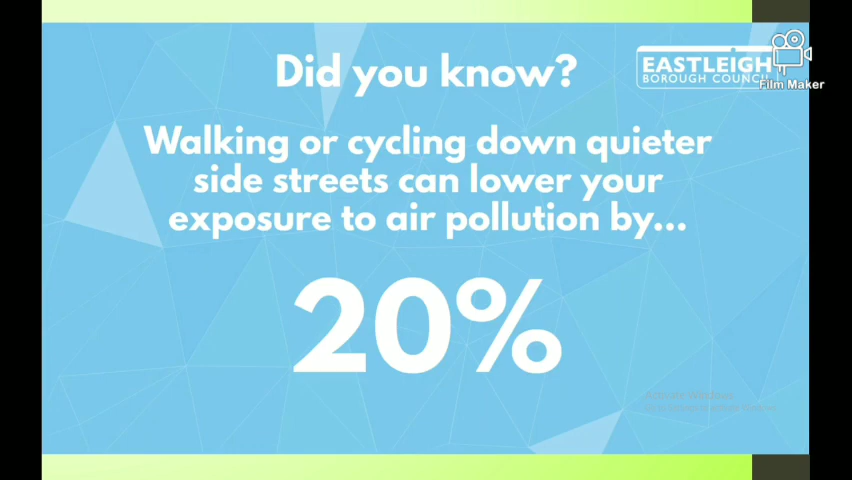 Did you know?
EASTLEIGH
BOROUGH COUNCIL
Film Maker
Walking or cycling down quieter
side streets can lower your
exposure to air pollution by...
20%
Activate Windows